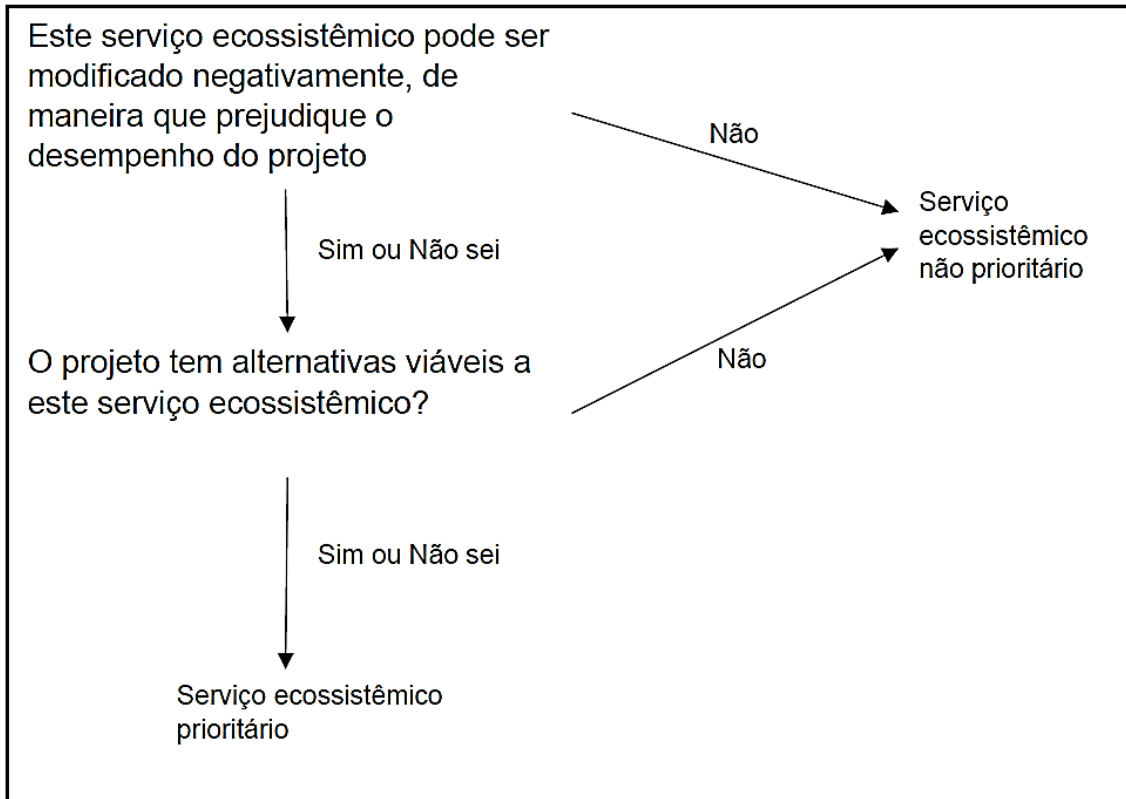 Este serviço ecossistêmico pode ser
modificado negativamente, de
maneira que prejudique o
desempenho do projeto
Não
Serviço
ecossistêmico
não prioritário
Sim ou Não sei
O projeto tem alternativas viáveis a
este serviço ecossistêmico?
Não
Sim ou Não sei
Serviço ecossistêmico
prioritário